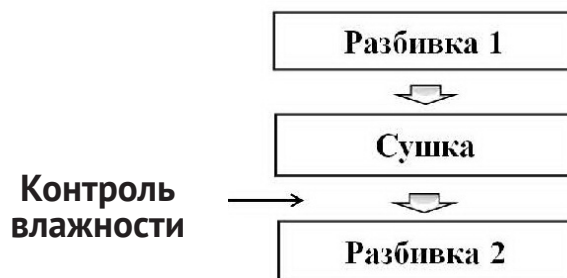 Разбивка 1
Сушка
Контроль
влажности
Разбивка 2